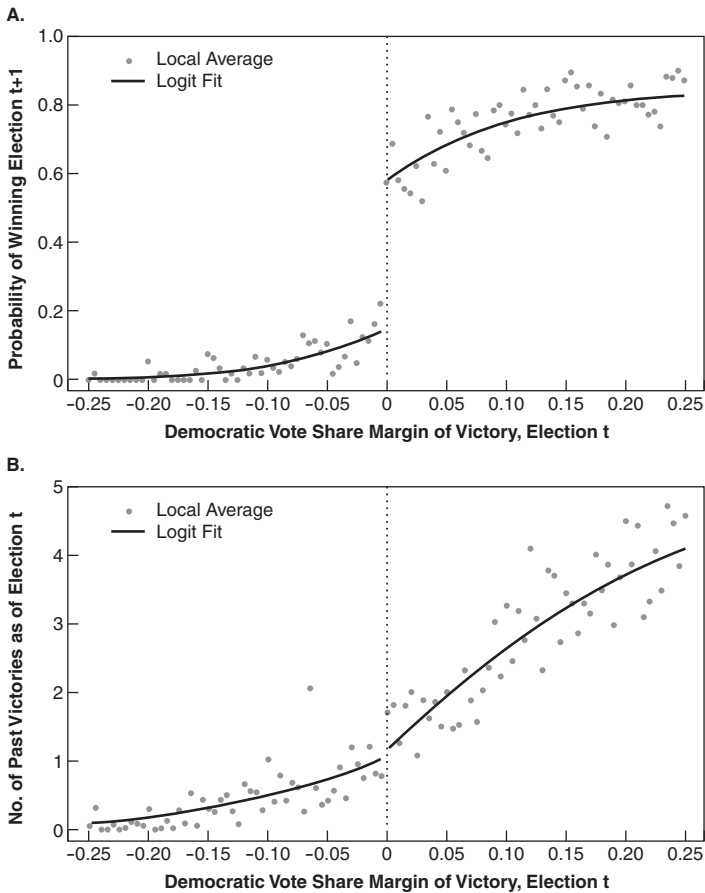 A.
1.0
Local Average
Logit Fit
0.8
0.6
0.4
0.2
0
Probability of Winning Election t+1
−0.25 −0.20 −0.15 −0.10 −0.05 0 0.05 0.10 0.15 0.20 0.25
Democratic Vote Share Margin of Victory, Election t
B.
5
Local Average
Logit Fit
4
3
2
1
0
No. of Past Victories as of Election t
−0.25 −0.20 −0.15 −0.10 −0.05 0 0.05 0.10 0.15 0.20 0.25
Democratic Vote Share Margin of Victory, Election t